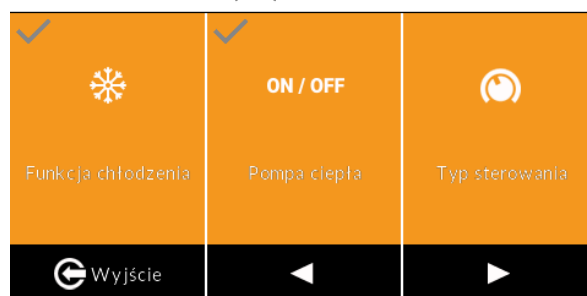 ON / OFF
Funkcja chłodzenia
Pompa ciepła
Typ sterowania
Wyjście